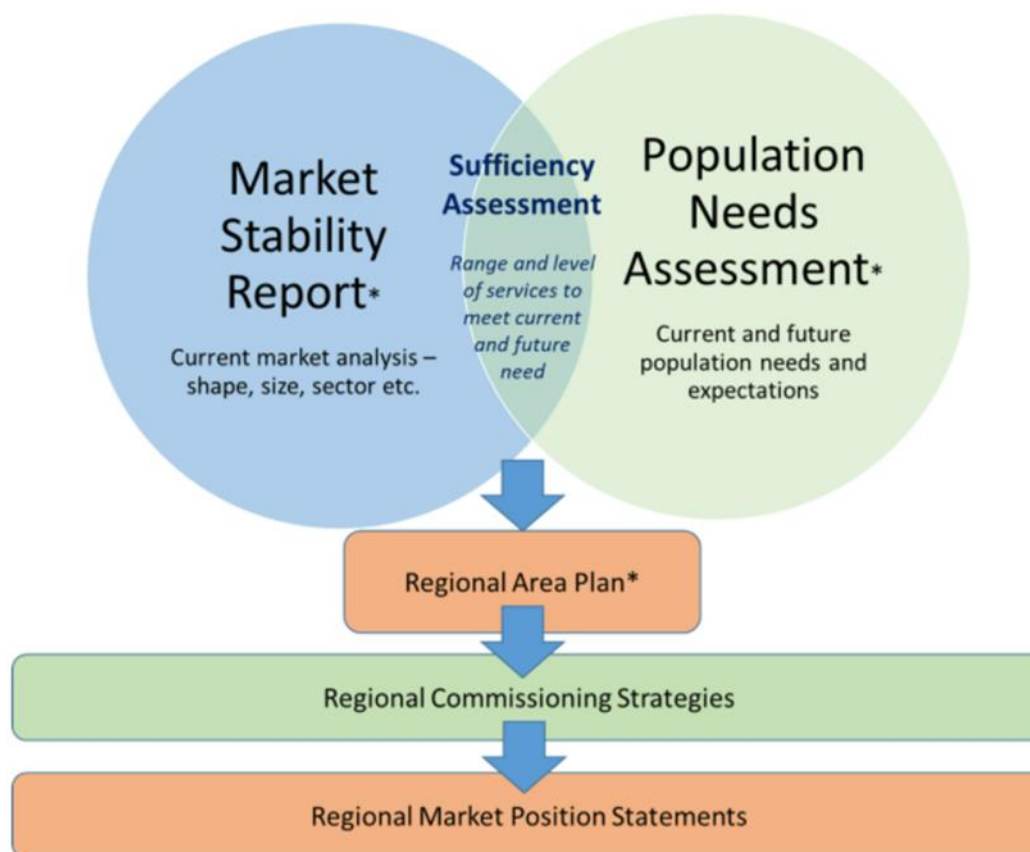 Market
Stability
Report*
Current market analysis –
shape, size, sector etc.
Sufficiency
Assessment
Range and level
of services to
meet current
and future
need
Population
Needs
Assessment*
Current and future
population needs and
expectations
Regional Area Plan*
Regional Commissioning Strategies
Regional Market Position Statements